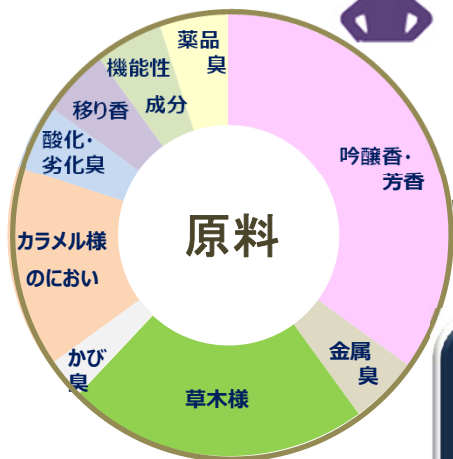 薬品
臭
機能性
成分
移り香
酸化・
劣化臭
カラメル様
のにおい
かび
臭
草木様
金属
臭
吟醸香・
芳香
原料